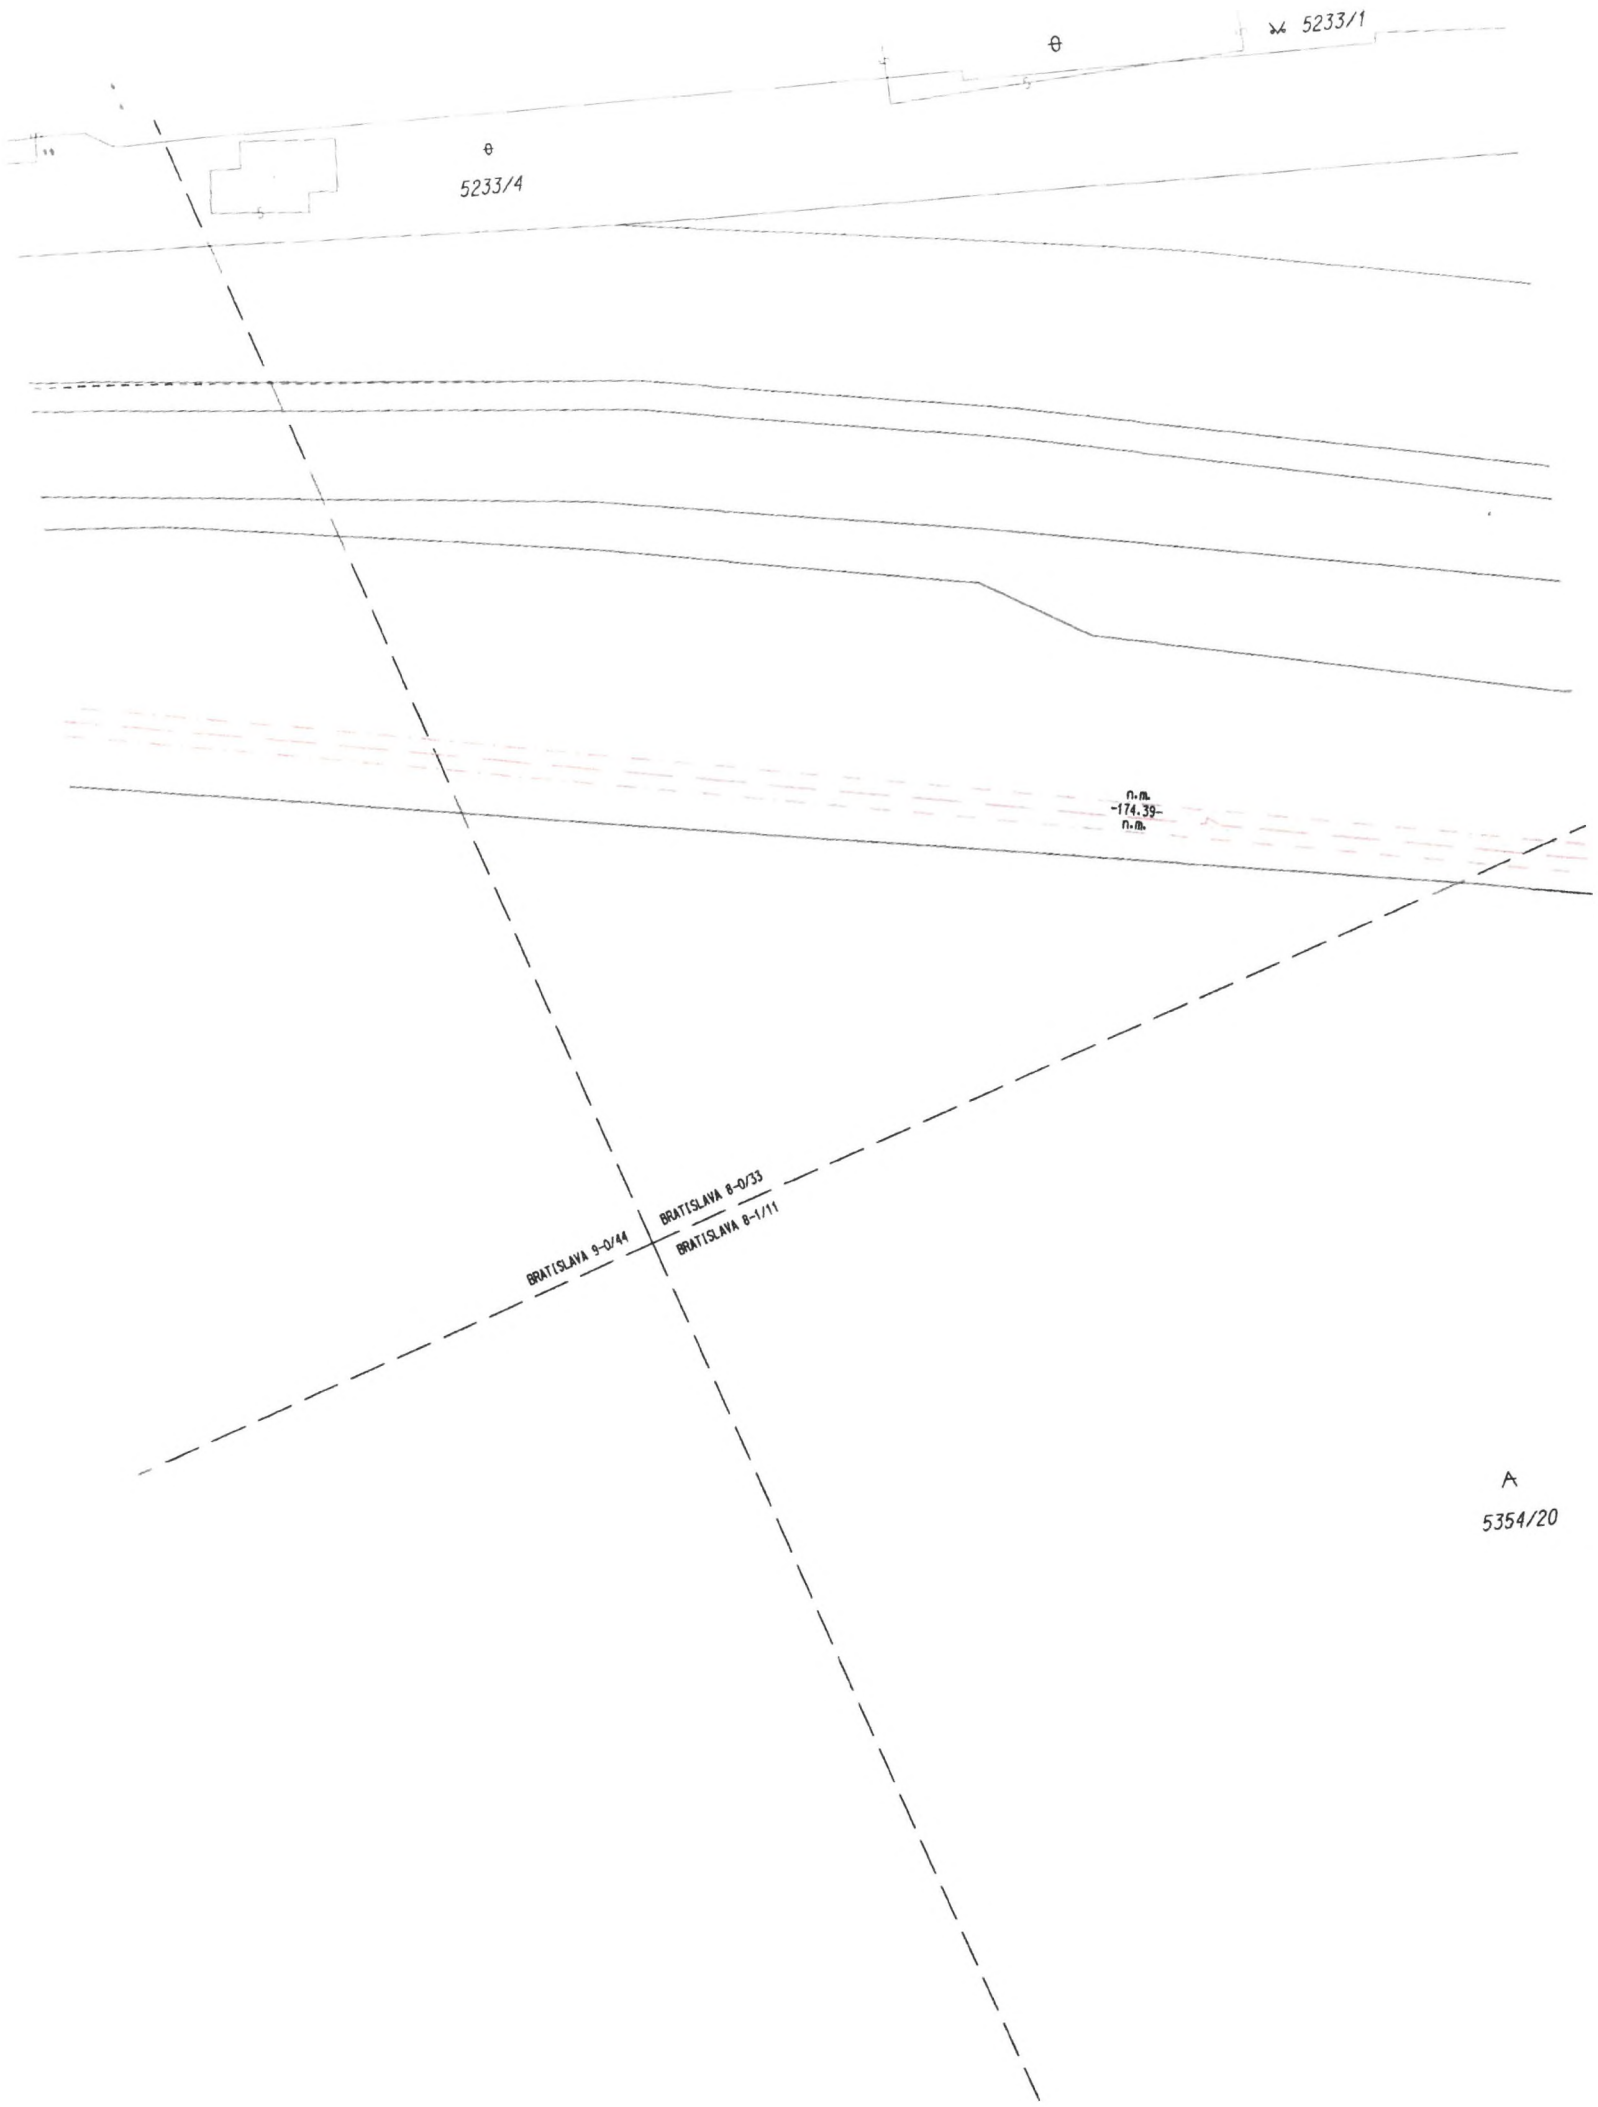 5233/1
5233/4
n.m.
-174.39-
n.m.
BRATISLAVA 8-0/33
BRATISLAVA 8-1/11
BRATISLAVA 9-0/44
A
5354/20